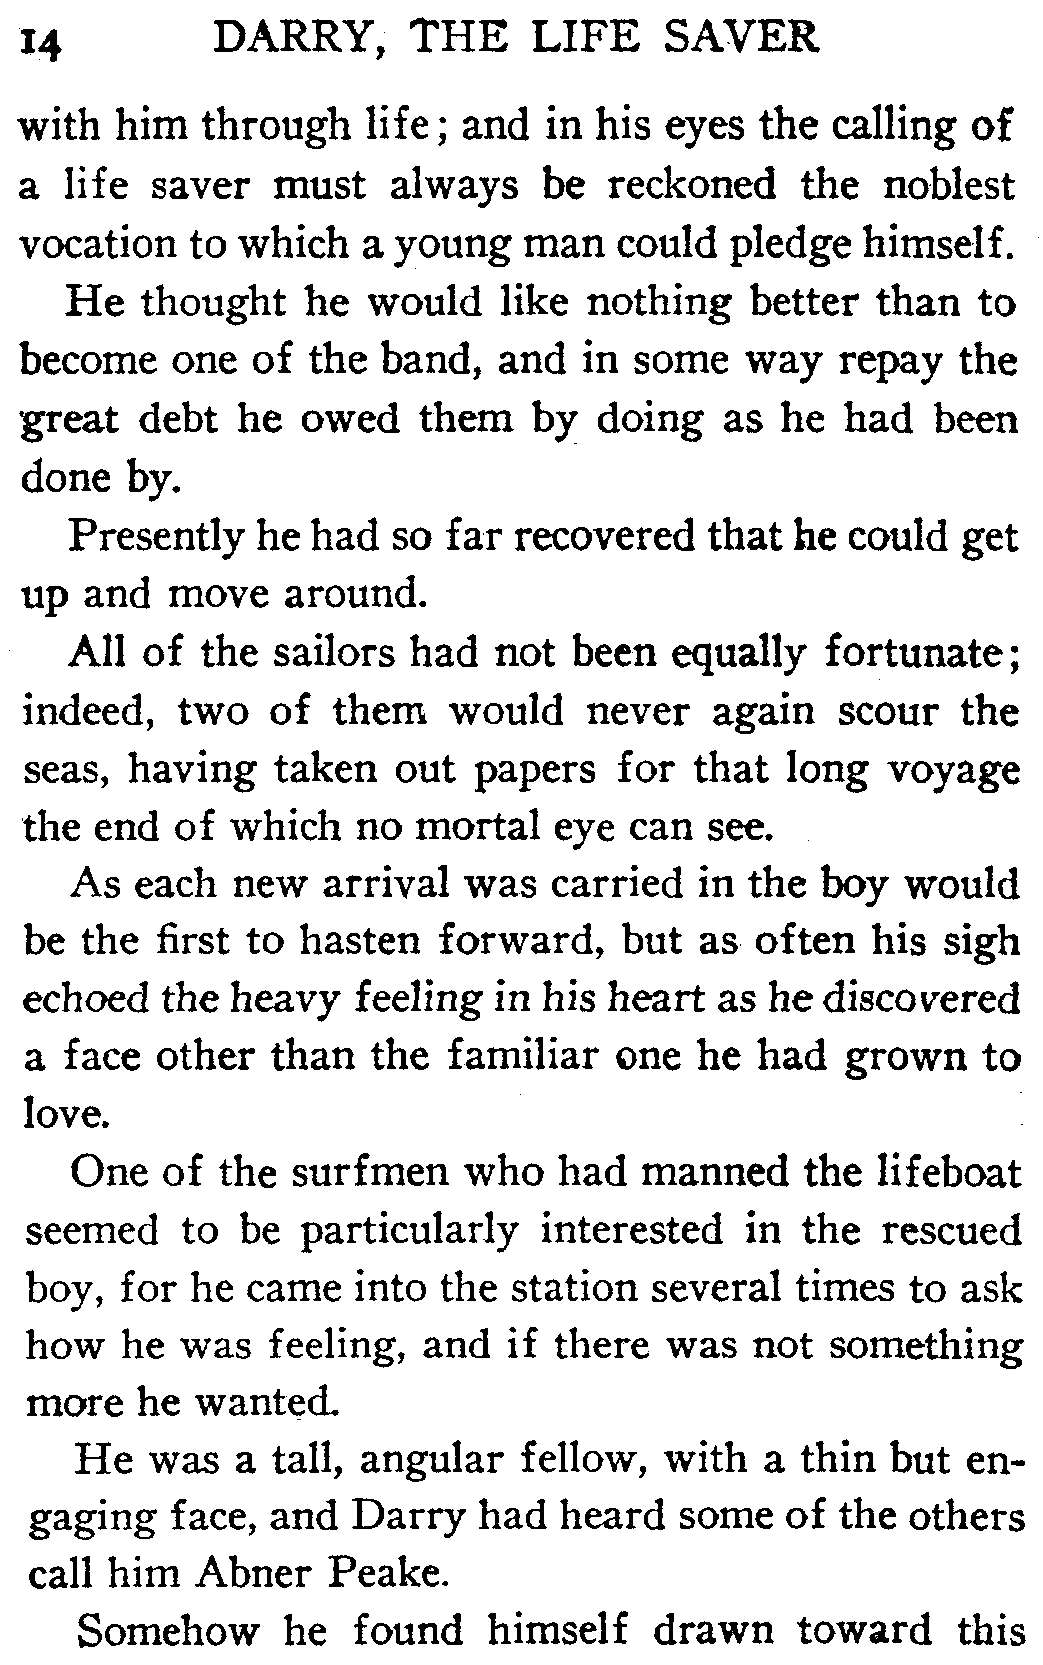 14 DARRY, THE LIFE SAVER
with him through life; and in his eyes the calling of
a life saver must always be reckoned the noblest
vocation to which a young man could pledge himself.
He thought he would like nothing better than to
become one of the band, and in some way repay the
great debt he owed them by doing as he had been
done by.
Presently he had so far recovered that he could get
up and move around.
All of the sailors had not been equally fortunate;
indeed, two of them would never again scour the
seas, having taken out papers for that long voyage
the end of which no mortal eye can see.
As each new arrival was carried in the boy would
be the first to hasten forward, but as often his sigh
echoed the heavy feeling in his heart as he discovered
a face other than the familiar one he had grown to
love.
One of the surfmen who had manned the lifeboat
seemed to be particularly interested in the rescued
boy, for he came into the station several times to ask
how he was feeling, and if there was not something
more he wanted.
He was a tall, angular fellow, with a thin but en-
gaging face, and Darry had heard some of the others
call him Abner Peake.
Somehow he found himself drawn toward this